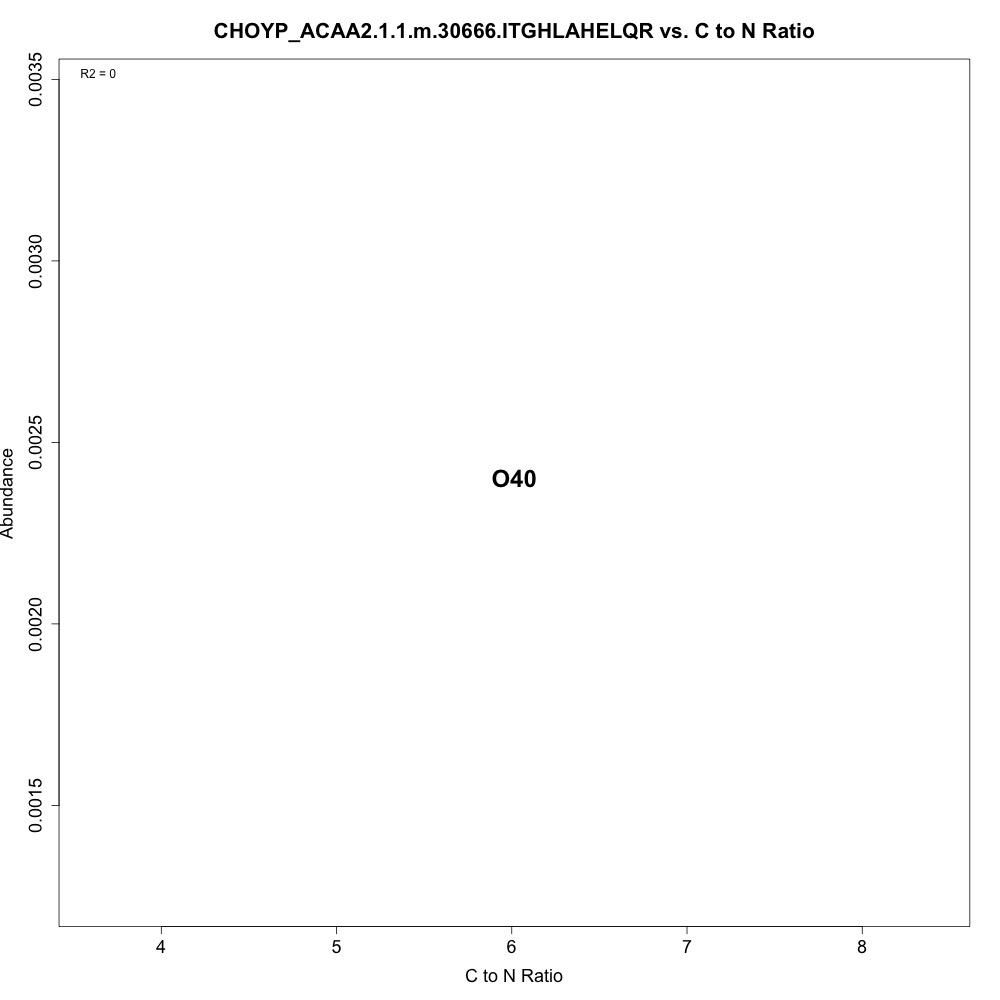 CHOYP_ACAA2.1.1.m.30666.ITGHLAHELQR vs. C to N Ratio
R2 = 0
0.0035
0.0030
0.0025
0.0020
0.0015
Abundance
O40
4 5 6 7 8
C to N Ratio